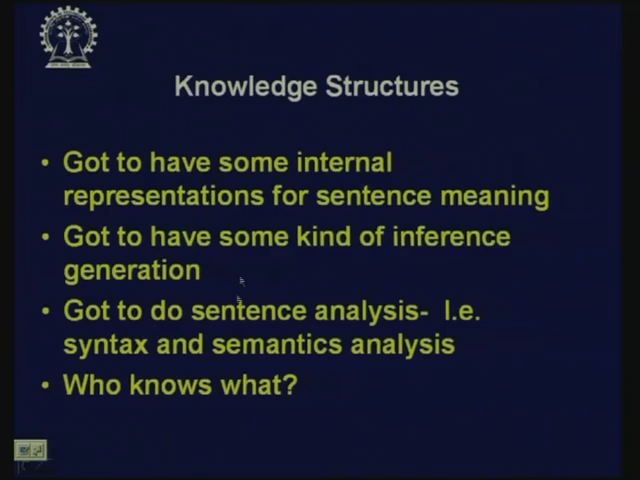 Knowledge Structures
• Got to have some internal
representations for sentence meaning
• Got to have some kind of inference
generation
• Got to do sentence analysis- I.e.
syntax and semantics analysis
• Who knows what?